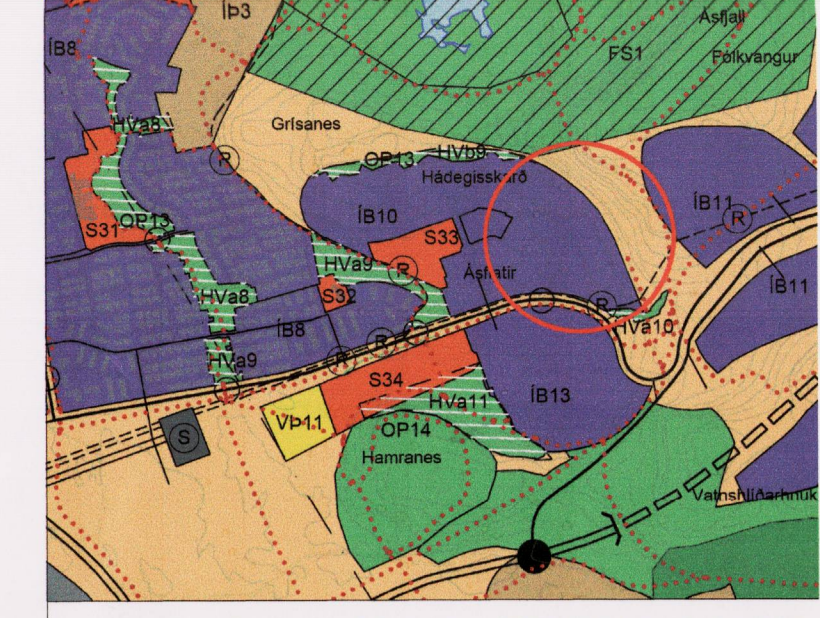 ÍÞ3
Ásfjall
ÍB8
FS1
Fólkvangur
HVa8
Grísanes
R
OP13
HVb9
Hádegisskarð
ÍB11
R
S31
OP13
ÍB10
S33
HVa9
R
Ásflatir
ÍB11
HVa8
S32
R
HVa10
ÍB8
R
R
HVa9
S34
HVa11
ÍB13
VÞ11
OP14
S
Hamranes
Vatnshlíðarhnúk